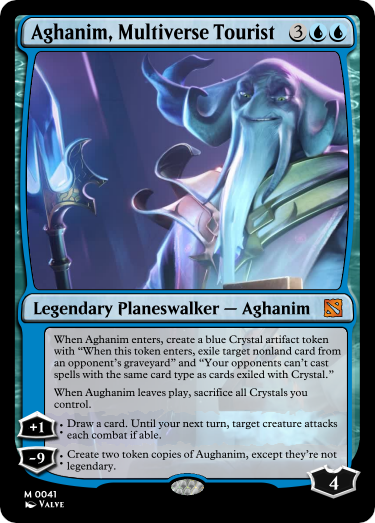 Aghanim, Multiverse Tourist 3
Legendary Planeswalker — Aghanim
When Aghanim enters, create a blue Crystal artifact token
with “When this token enters, exile target nonland card from
an opponent's graveyard” and “Your opponents can't cast
spells with the same card type as cards exiled with Crystal.”
When Aughanim leaves play, sacrifice all Crystals you
control.
+1: Draw a card. Until your next turn, target creature attacks
each combat if able.
-9: Create two token copies of Aughanim, except they're not
legendary.
4
M 0041
Valve